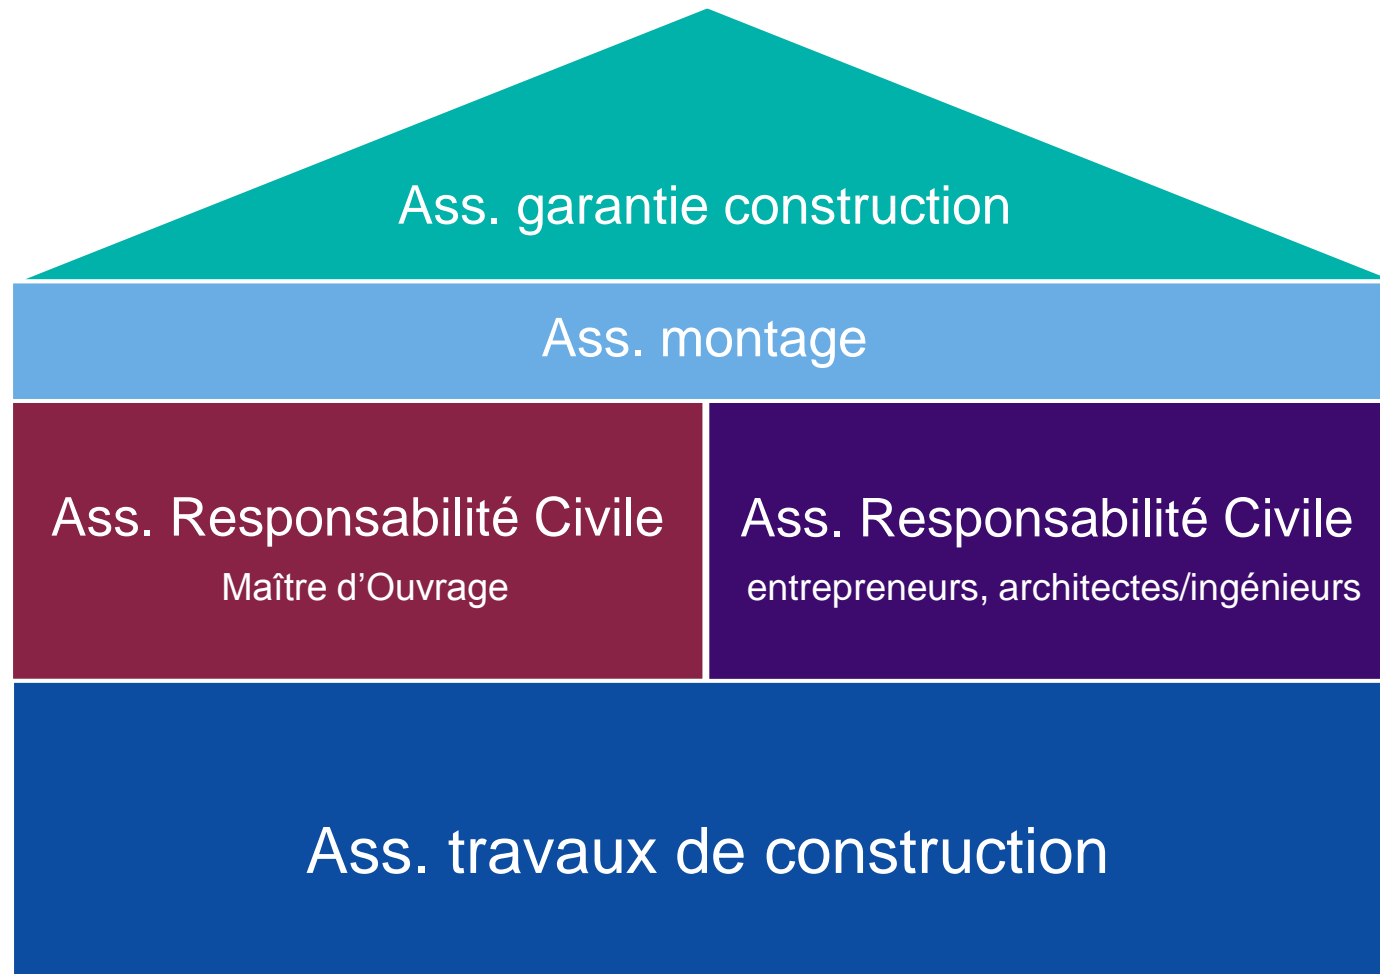 Ass. garantie construction
Ass. montage
Ass. Responsabilité Civile
Maître d’Ouvrage
Ass. Responsabilité Civile
entrepreneurs, architectes/ingénieurs
Ass. travaux de construction